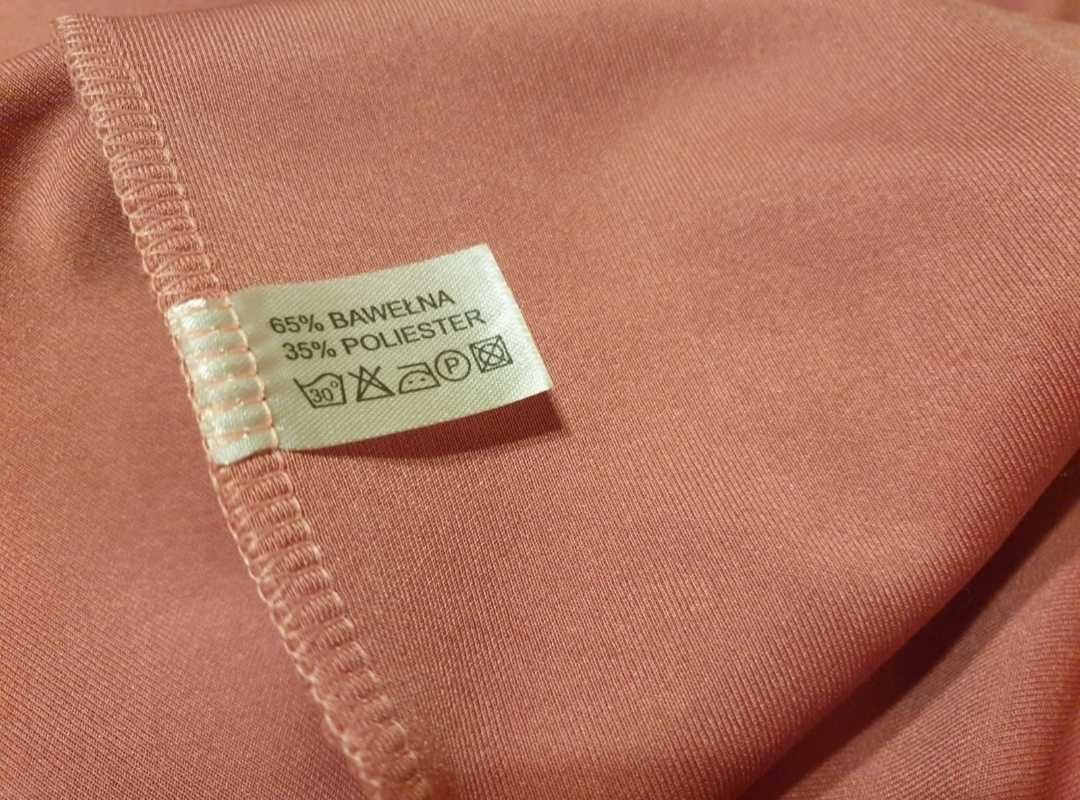 65% BAWEŁNA
35% POLIESTER
30° P